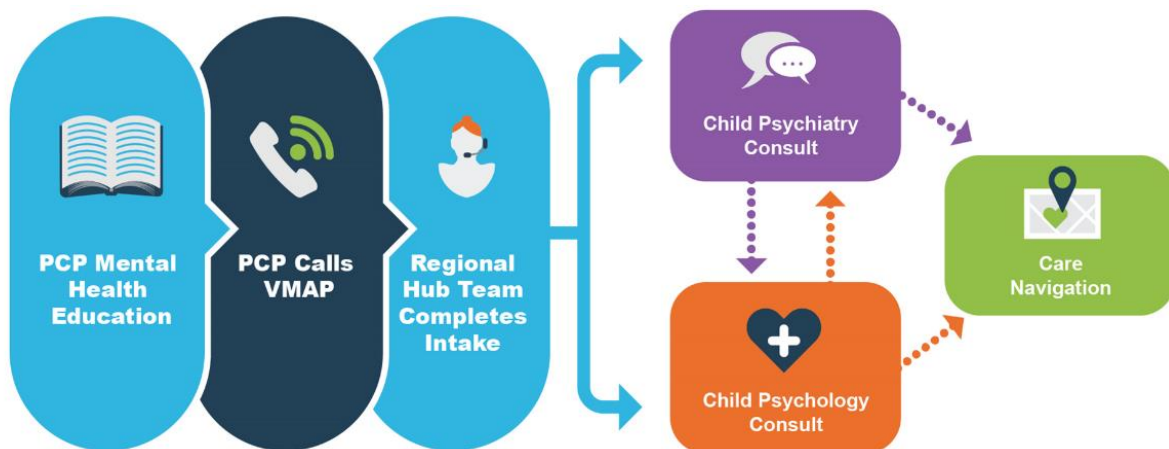 PCP Mental
Health
Education
PCP Calls
VMAP
Regional
Hub Team
Completes
Intake
Child Psychiatry
Consult
Child Psychology
Consult
Care
Navigation